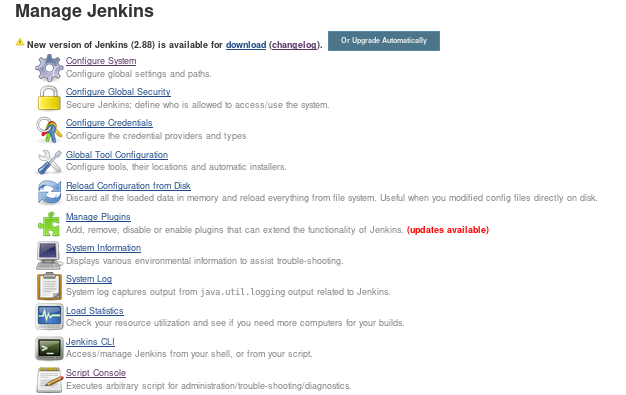 Manage Jenkins
New version of Jenkins (2.88) is available for download (changelog). Or Upgrade Automatically
Configure System
Configure global settings and paths.
Configure Global Security
Secure Jenkins; define who is allowed to access/use the system.
Configure Credentials
Configure the credential providers and types
Global Tool Configuration
Configure tools, their locations and automatic installers.
Reload Configuration from Disk
Discard all the loaded data in memory and reload everything from file system. Useful when you modified config files directly on disk.
Manage Plugins
Add, remove, disable or enable plugins that can extend the functionality of Jenkins. (updates available)
System Information
Displays various environmental information to assist trouble-shooting.
System Log
System log captures output from java.util.logging output related to Jenkins.
Load Statistics
Check your resource utilization and see if you need more computers for your builds.
Jenkins CLI
Access/manage Jenkins from your shell, or from your script.
Script Console
Executes arbitrary script for administration/trouble-shooting/diagnostics.